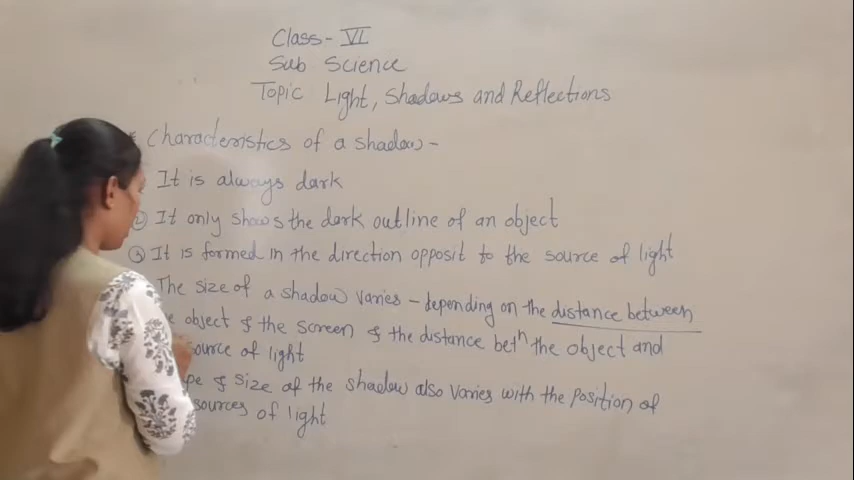 Class - VI
Sub Science
Topic Light, Shadows and Reflections
* Characteristics of a shadow -
It is always dark
② It only shows the dark outline of an object
③ It is formed in the direction opposit to the source of light
The size of a shadow varies - depending on the distance between
object & the screen & the distance betn the object and
source of light
& size of the shadow also varies with the position of
sources of light